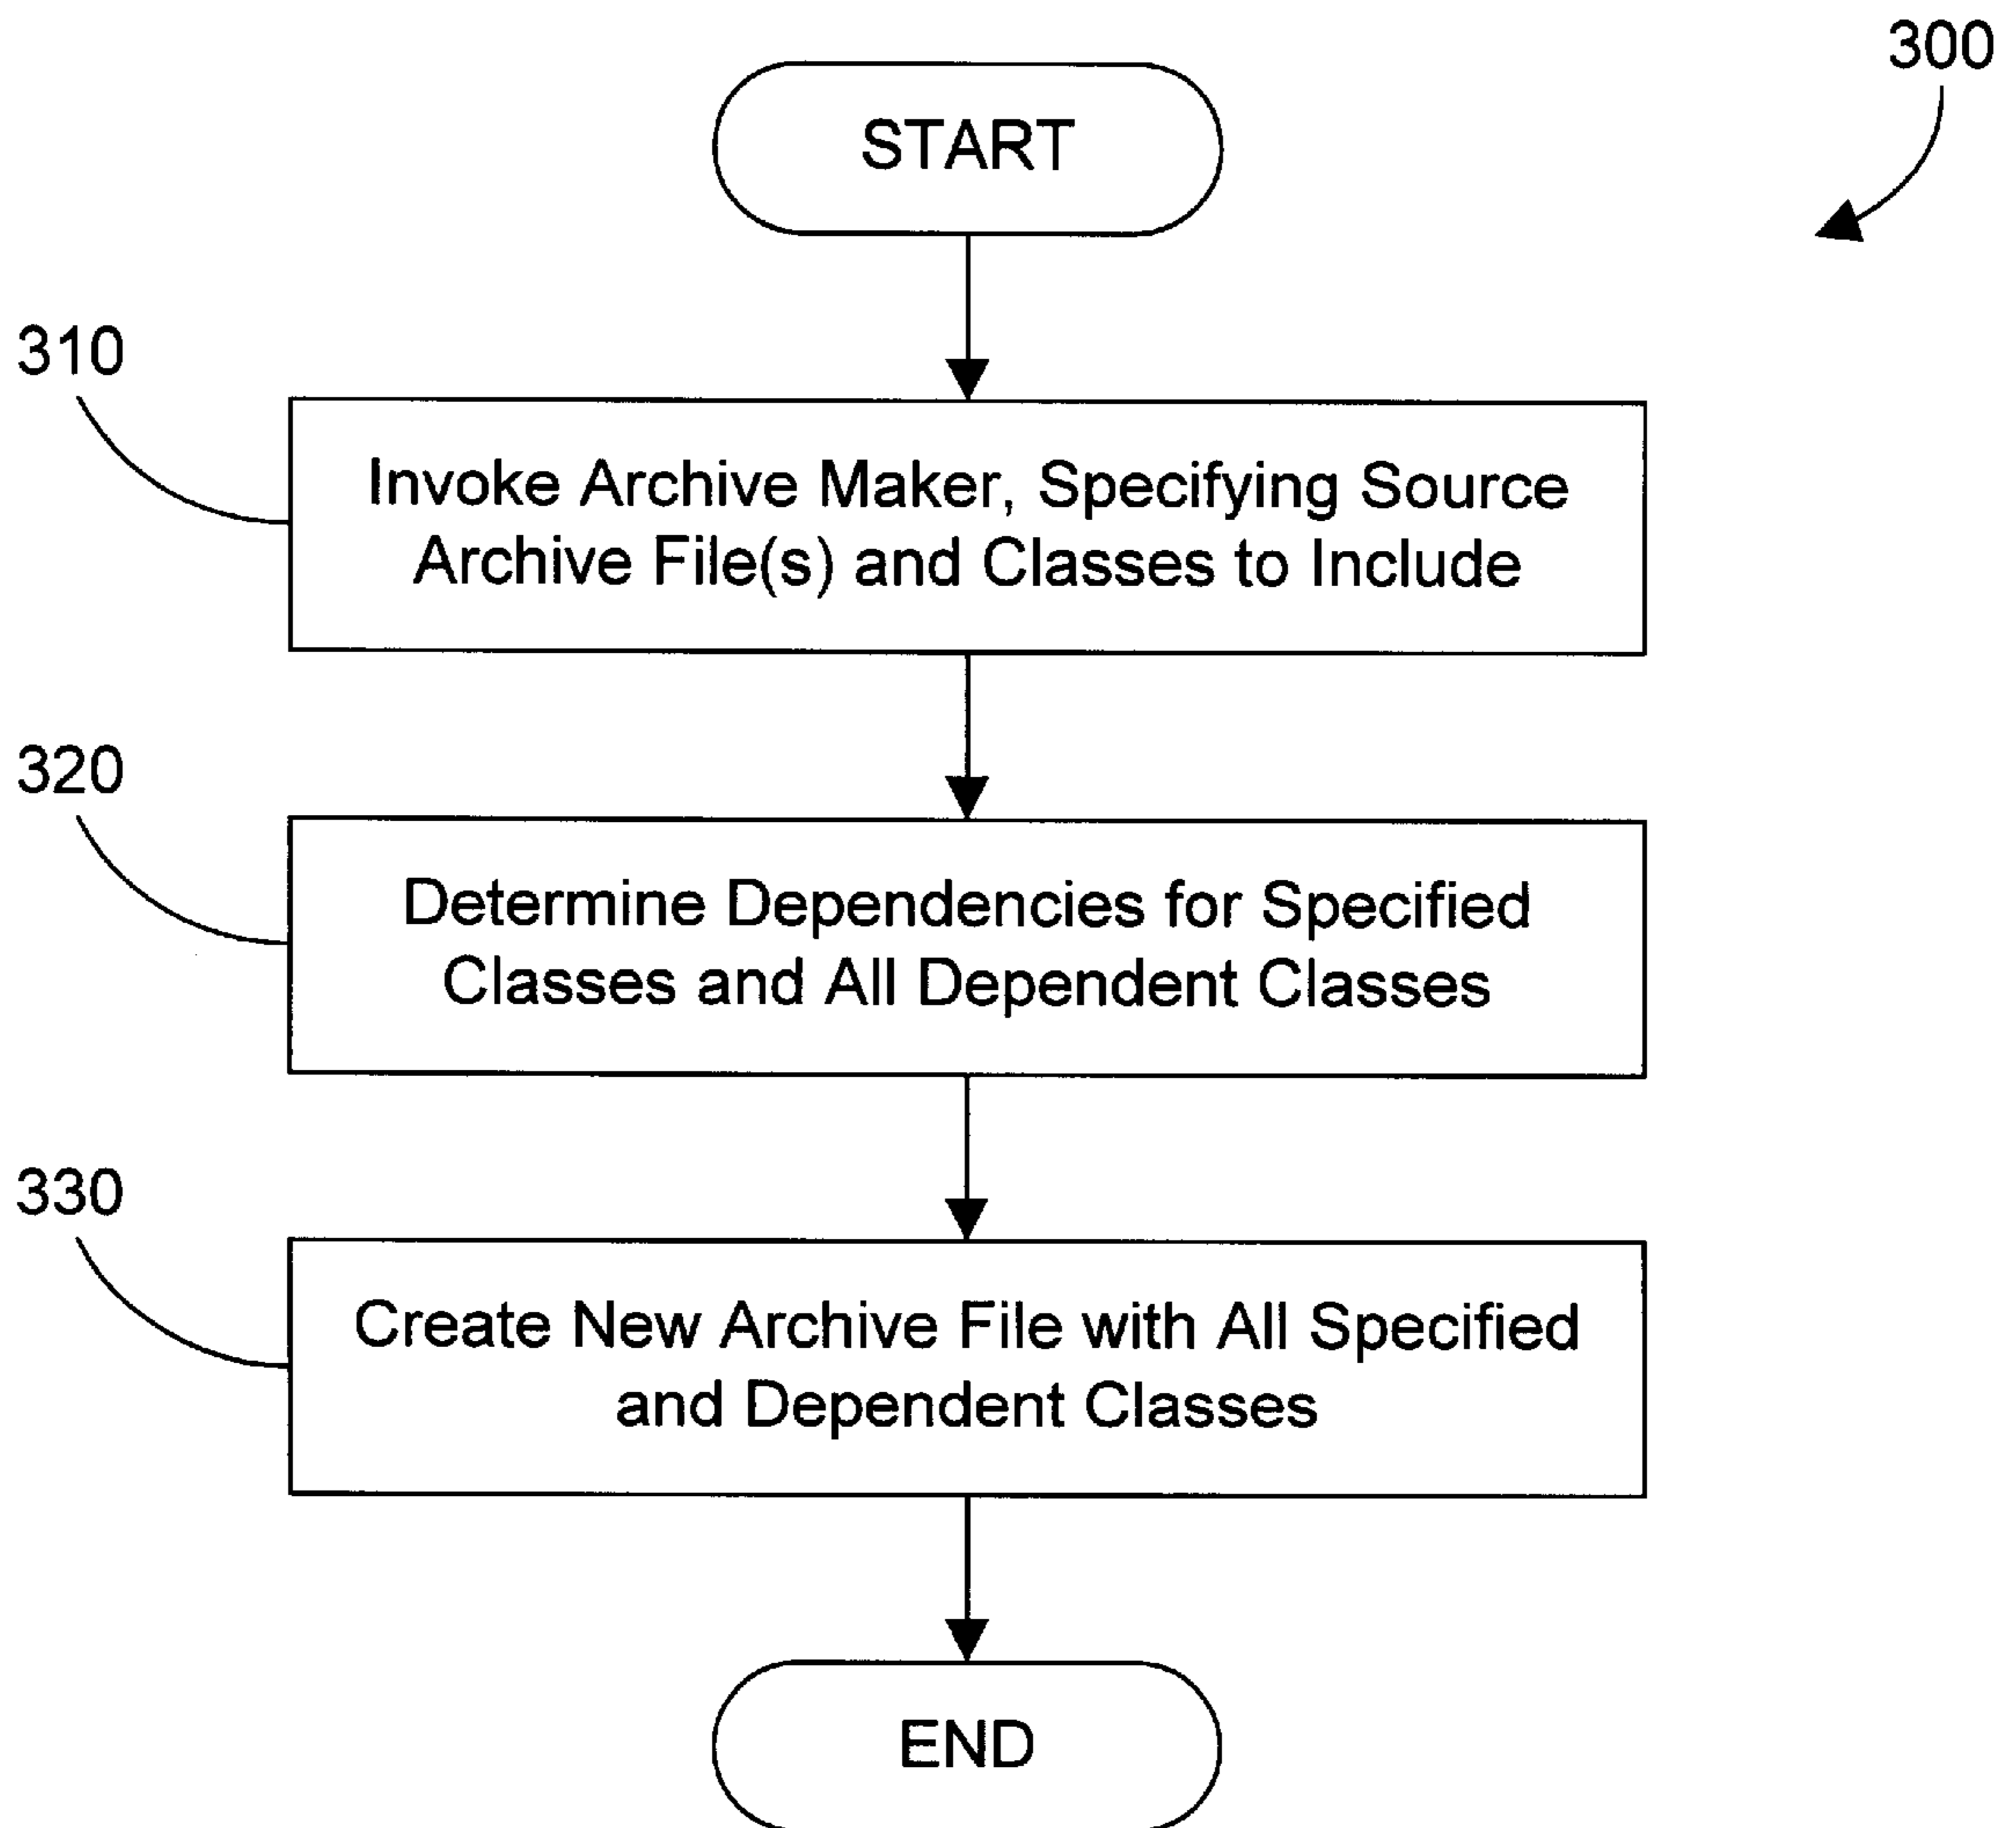 300
START
310
Invoke Archive Maker, Specifying Source
Archive File(s) and Classes to Include
320
Determine Dependencies for Specified
Classes and All Dependent Classes
330
Create New Archive File with All Specified
and Dependent Classes
END